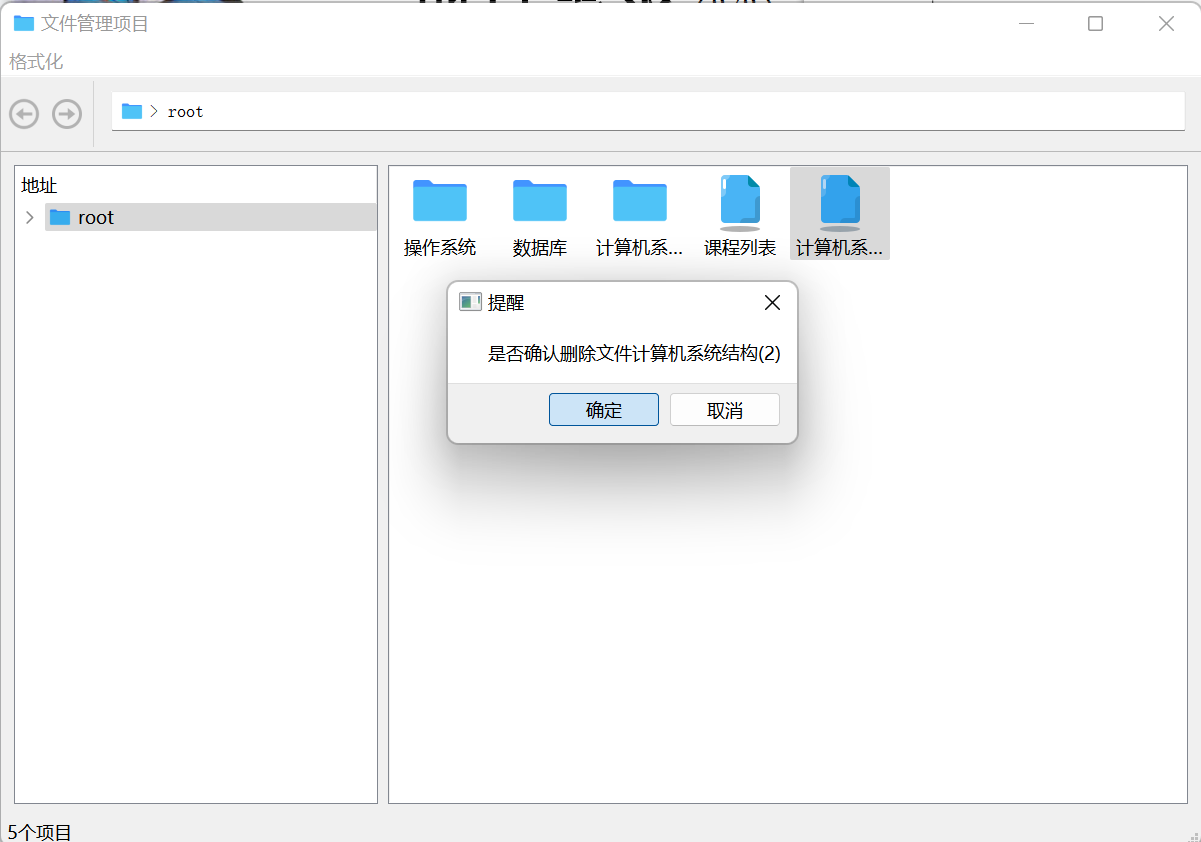 文件管理项目
格式化
root
地址
root
操作系统
数据库
计算机系...
课程列表
计算机系...
提醒
是否确认删除文件计算机系统结构(2)
确定
取消
5个项目